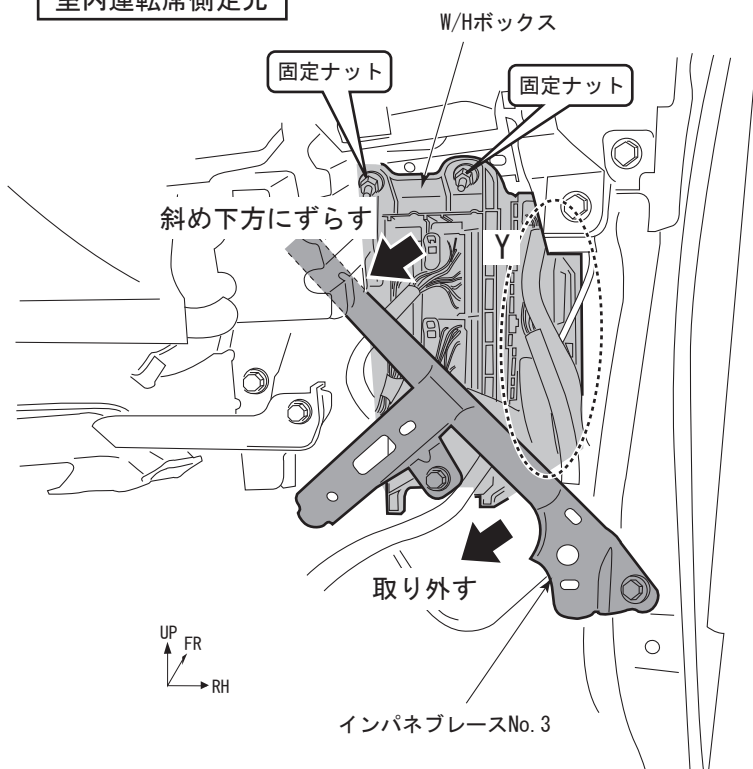 室内運転席側足元
W/Hボックス
固定ナット
固定ナット
斜め下方にずらす
Y
取り外す
UP
FR
RH
インパネブレースNo.3